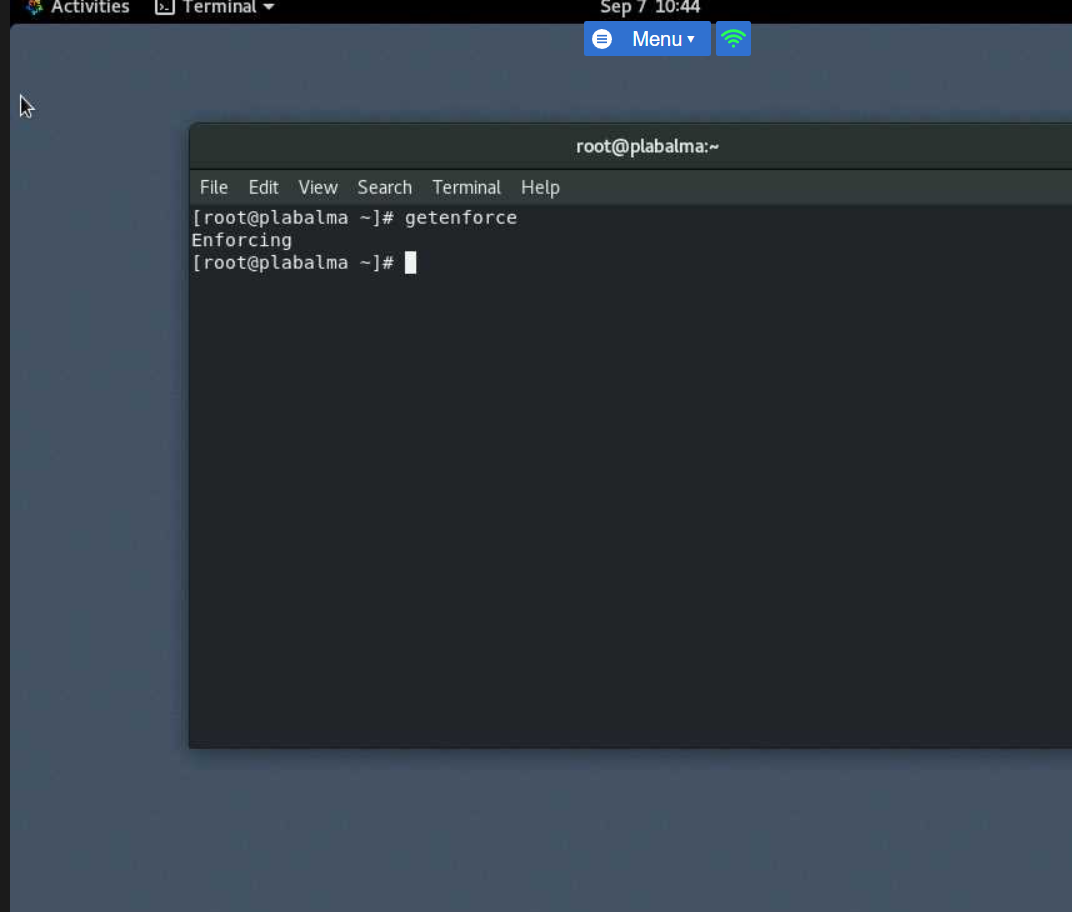 Activities Terminal Sep 7 10:44
Menu
root@plabalma:~
File Edit View Search Terminal Help
[root@plabalma ~]# getenforce
Enforcing
[root@plabalma ~]#